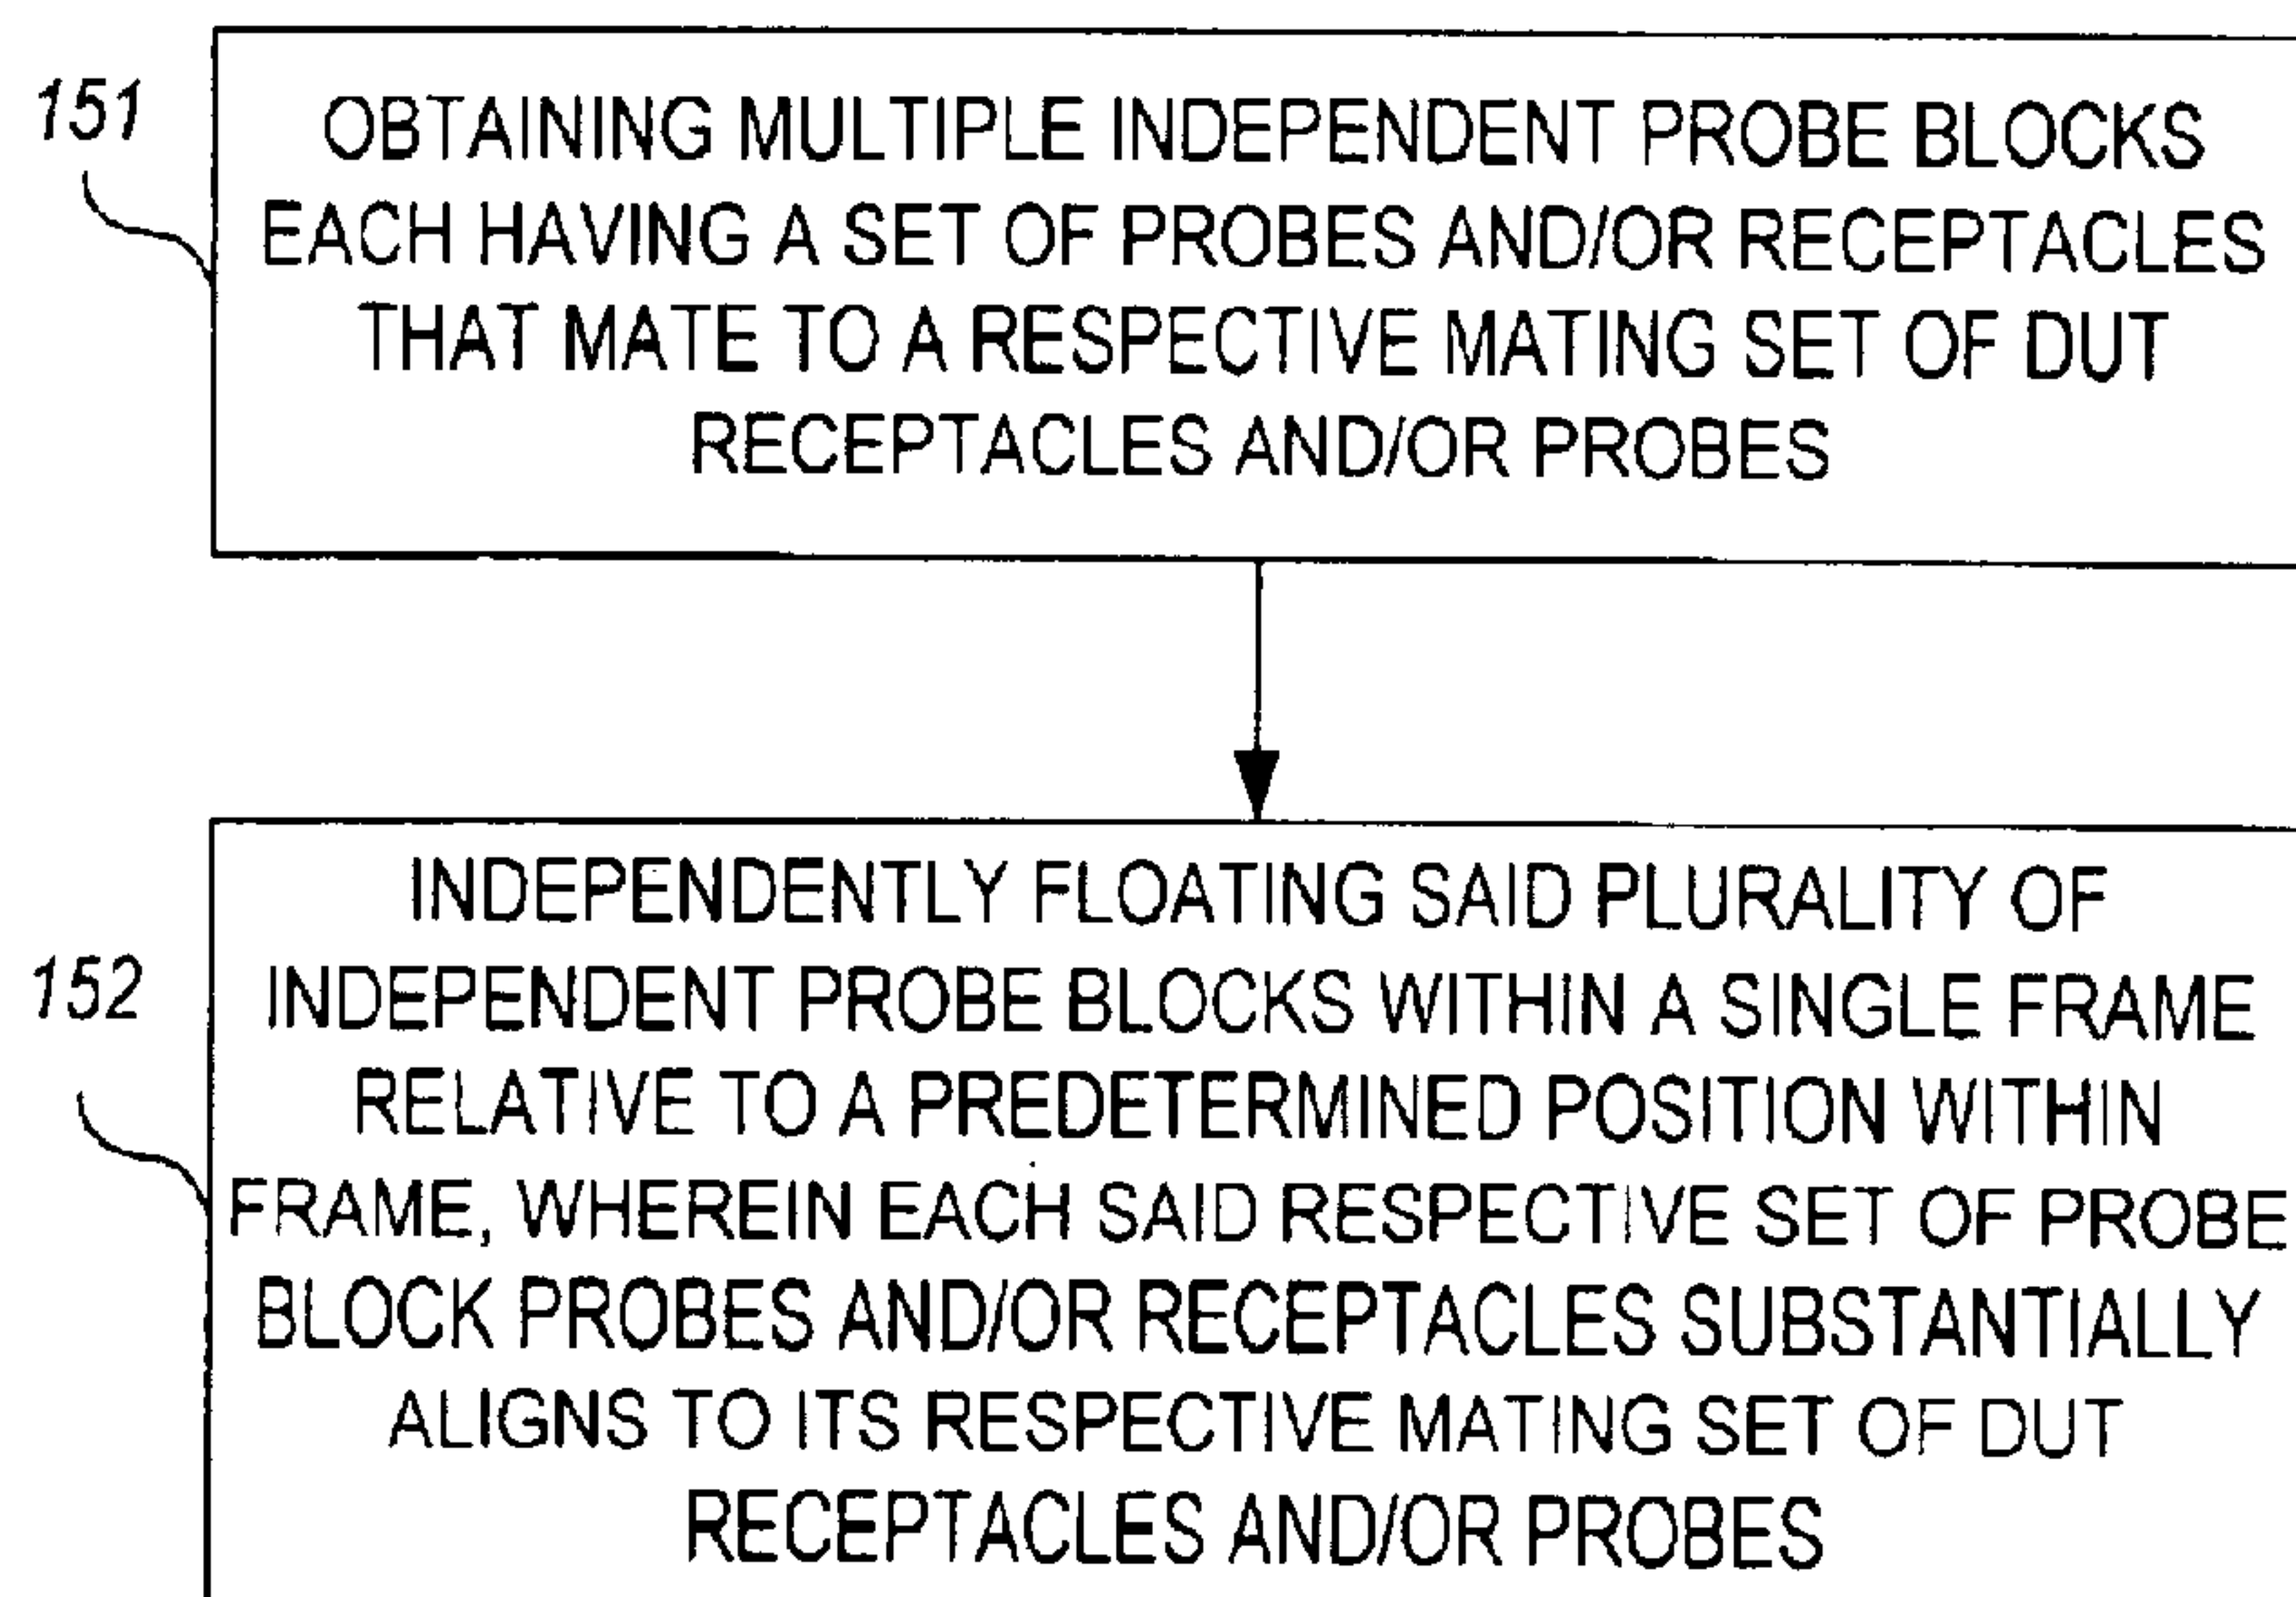 151
OBTAINING MULTIPLE INDEPENDENT PROBE BLOCKS
EACH HAVING A SET OF PROBES AND/OR RECEPTACLES
THAT MATE TO A RESPECTIVE MATING SET OF DUT
RECEPTACLES AND/OR PROBES
152
INDEPENDENTLY FLOATING SAID PLURALITY OF
INDEPENDENT PROBE BLOCKS WITHIN A SINGLE FRAME
RELATIVE TO A PREDETERMINED POSITION WITHIN
FRAME, WHEREIN EACH SAID RESPECTIVE SET OF PROBE
BLOCK PROBES AND/OR RECEPTACLES SUBSTANTIALLY
ALIGNS TO ITS RESPECTIVE MATING SET OF DUT
RECEPTACLES AND/OR PROBES